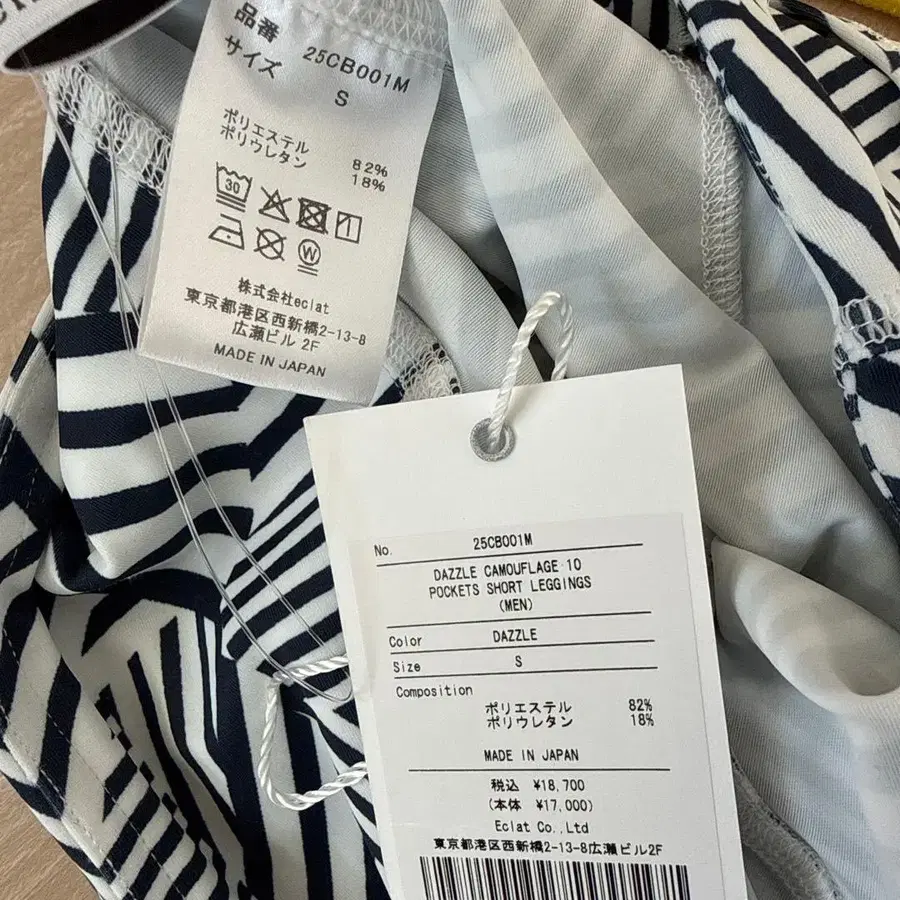 品番 25CB001M
サイズ S
ポリエステル 82%
ポリウレタン 18%
30
W
株式会社eclat
東京都港区西新橋2-13-8
広瀬ビル 2F
MADE IN JAPAN
No. 25CB001M
DAZZLE CAMOUFLAGE 10
POCKETS SHORT LEGGINGS
(MEN)
Color DAZZLE
Size S
Composition
ポリエステル 82%
ポリウレタン 18%
MADE IN JAPAN
税込 ¥18,700
(本体 ¥17,000)
Eclat Co.,Ltd
東京都港区西新橋2-13-8広瀬ビル2F